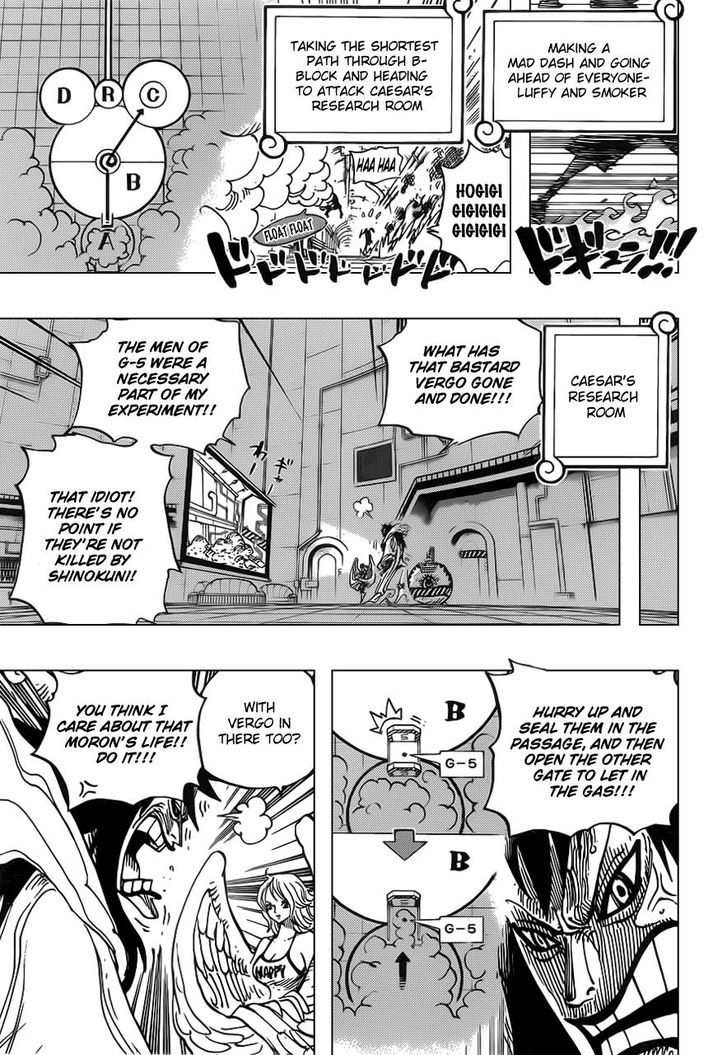 MAKING A
MAD DASH AND GOING
AHEAD OF EVERYONE-
LUFFY AND SMOKER
ドギューン!!!
TAKING THE SHORTEST
PATH THROUGH B-
BLOCK AND HEADING
TO ATTACK CAESAR'S
RESEARCH ROOM
HAA HAA
HOGIGI
GIGIGIGI
GIGIGIGI
FLOAT FLOAT
ドドドドドドド
D
R
C
B
A
CAESAR'S
RESEARCH
ROOM
WHAT HAS
THAT BASTARD
VERGO GONE
AND DONE!!!
THE MEN OF
G-5 WERE A
NECESSARY
PART OF MY
EXPERIMENT!!
THAT IDIOT!
THERE'S NO
POINT IF
THEY'RE NOT
KILLED BY
SHINOKUNI!
HURRY UP AND
SEAL THEM IN THE
PASSAGE, AND THEN
OPEN THE OTHER
GATE TO LET IN
THE GAS!!!
B
G-5
B
G-5
WITH
VERGO IN
THERE TOO?
YOU THINK I
CARE ABOUT THAT
MORON'S LIFE!!
DO IT!!!
HAPPY